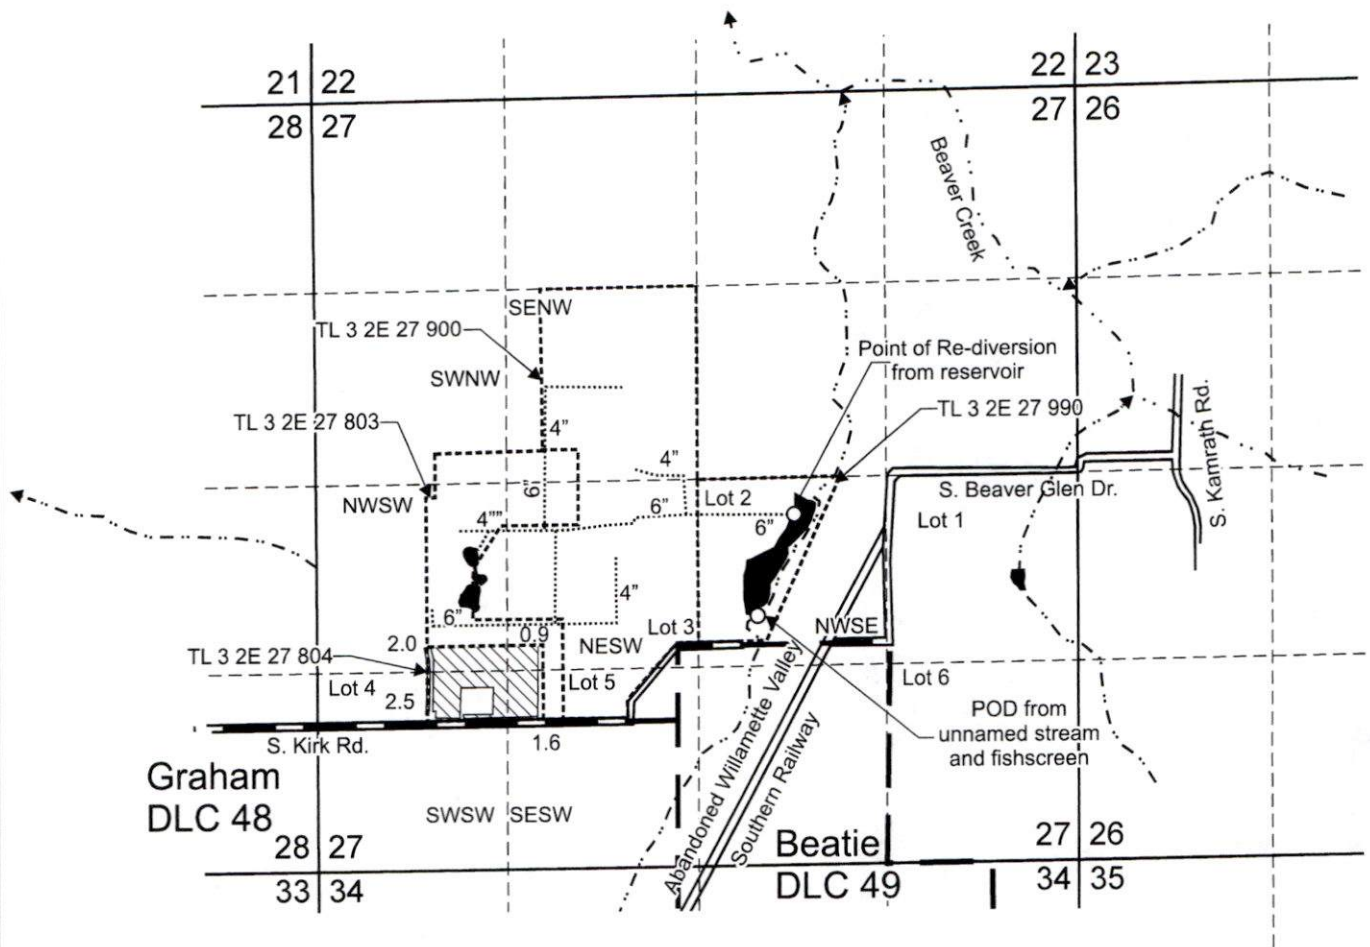 21 22
28 27
22 23
27 26
Beaver Creek
SENW
TL 3 2E 27 900
SWNW
Point of Re-diversion
from reservoir
TL 3 2E 27 990
TL 3 2E 27 803
4”
4”
6”
NWSW
4””
6”
Lot 2
6”
S. Beaver Glen Dr.
Lot 1
S. Kamrath Rd.
4”
6”
0.9
Lot 3
NWSE
2.0
NESW
TL 3 2E 27 804
Lot 4
2.5
Lot 5
Lot 6
POD from
unnamed stream
and fishscreen
S. Kirk Rd.
1.6
Abandoned Willamette Valley
Southern Railway
Graham
DLC 48
SWSW
SESW
Beatie
DLC 49
28 27
33 34
27 26
34 35